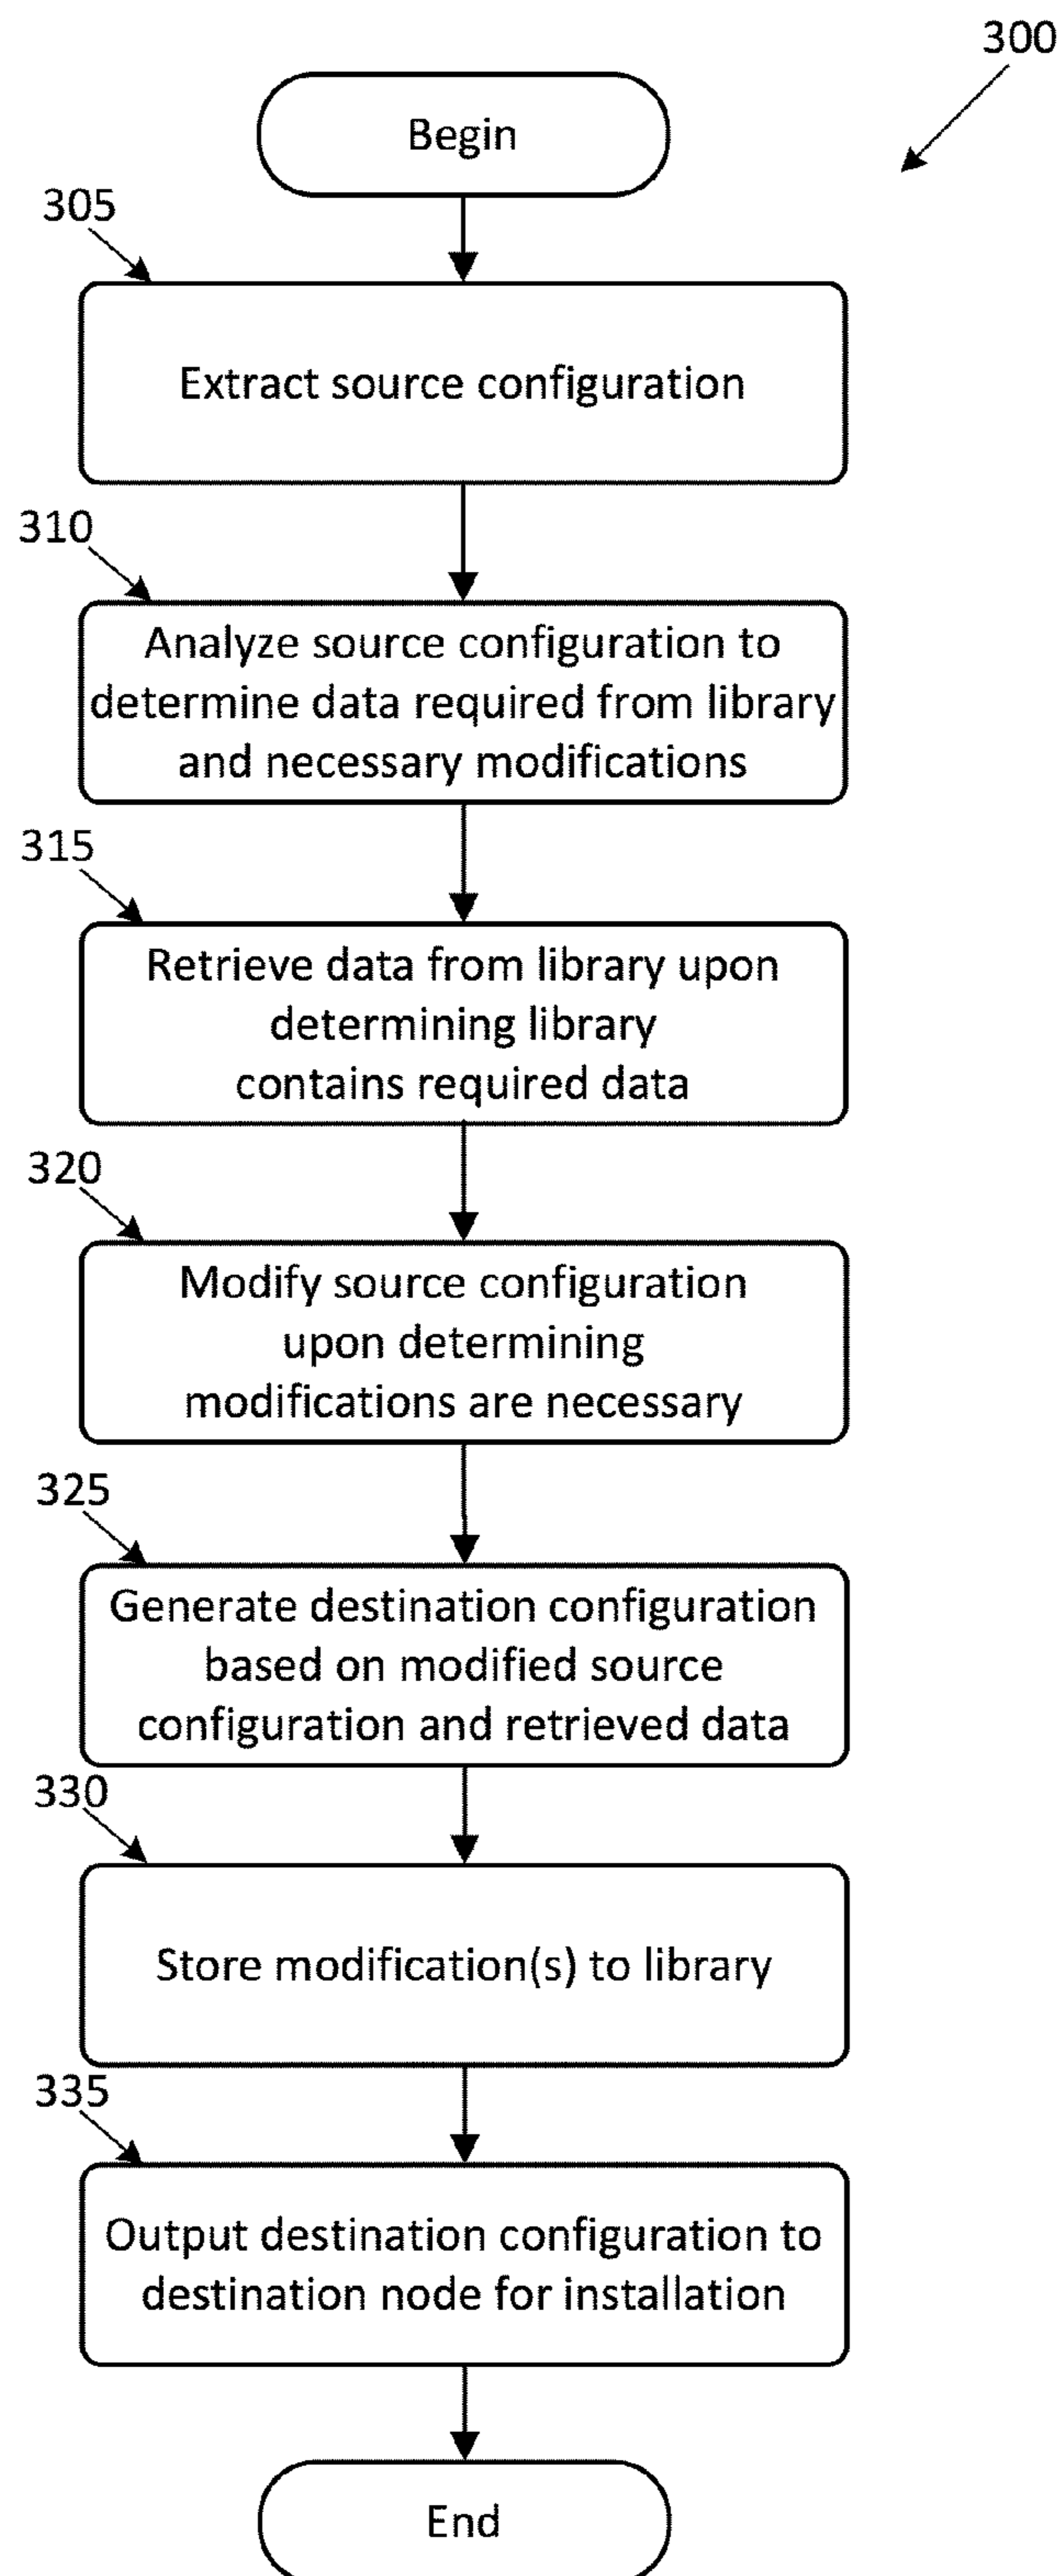 300
Begin
305
Extract source configuration
310
Analyze source configuration to
determine data required from library
and necessary modifications
315
Retrieve data from library upon
determining library
contains required data
320
Modify source configuration
upon determining
modifications are necessary
325
Generate destination configuration
based on modified source
configuration and retrieved data
330
Store modification(s) to library
335
Output destination configuration to
destination node for installation
End